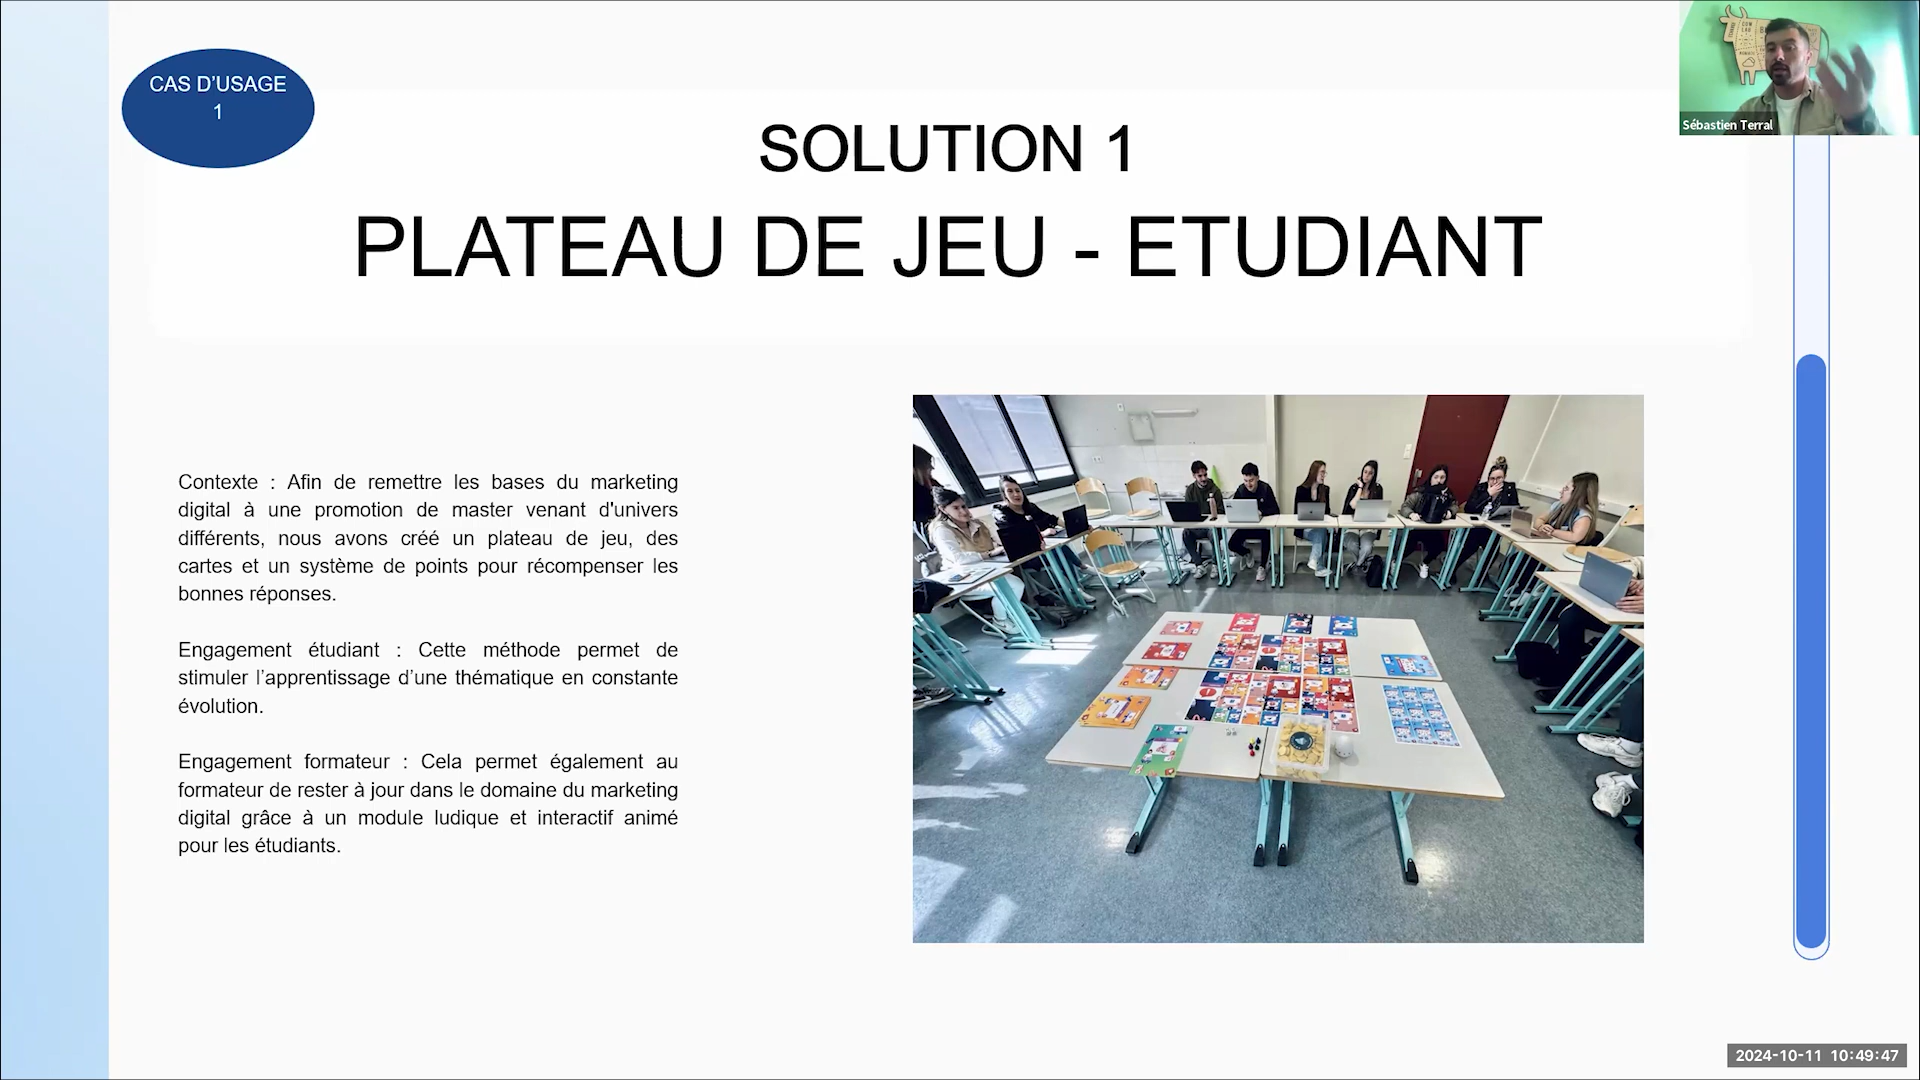 CAS D'USAGE
1
Sébastien Terral
SOLUTION 1
PLATEAU DE JEU - ETUDIANT
Contexte : Afin de remettre les bases du marketing
digital à une promotion de master venant d'univers
différents, nous avons créé un plateau de jeu, des
cartes et un système de points pour récompenser les
bonnes réponses.
Engagement étudiant : Cette méthode permet de
stimuler l’apprentissage d’une thématique en constante
évolution.
Engagement formateur : Cela permet également au
formateur de rester à jour dans le domaine du marketing
digital grâce à un module ludique et interactif animé
pour les étudiants.
2024-10-11 10:49:47